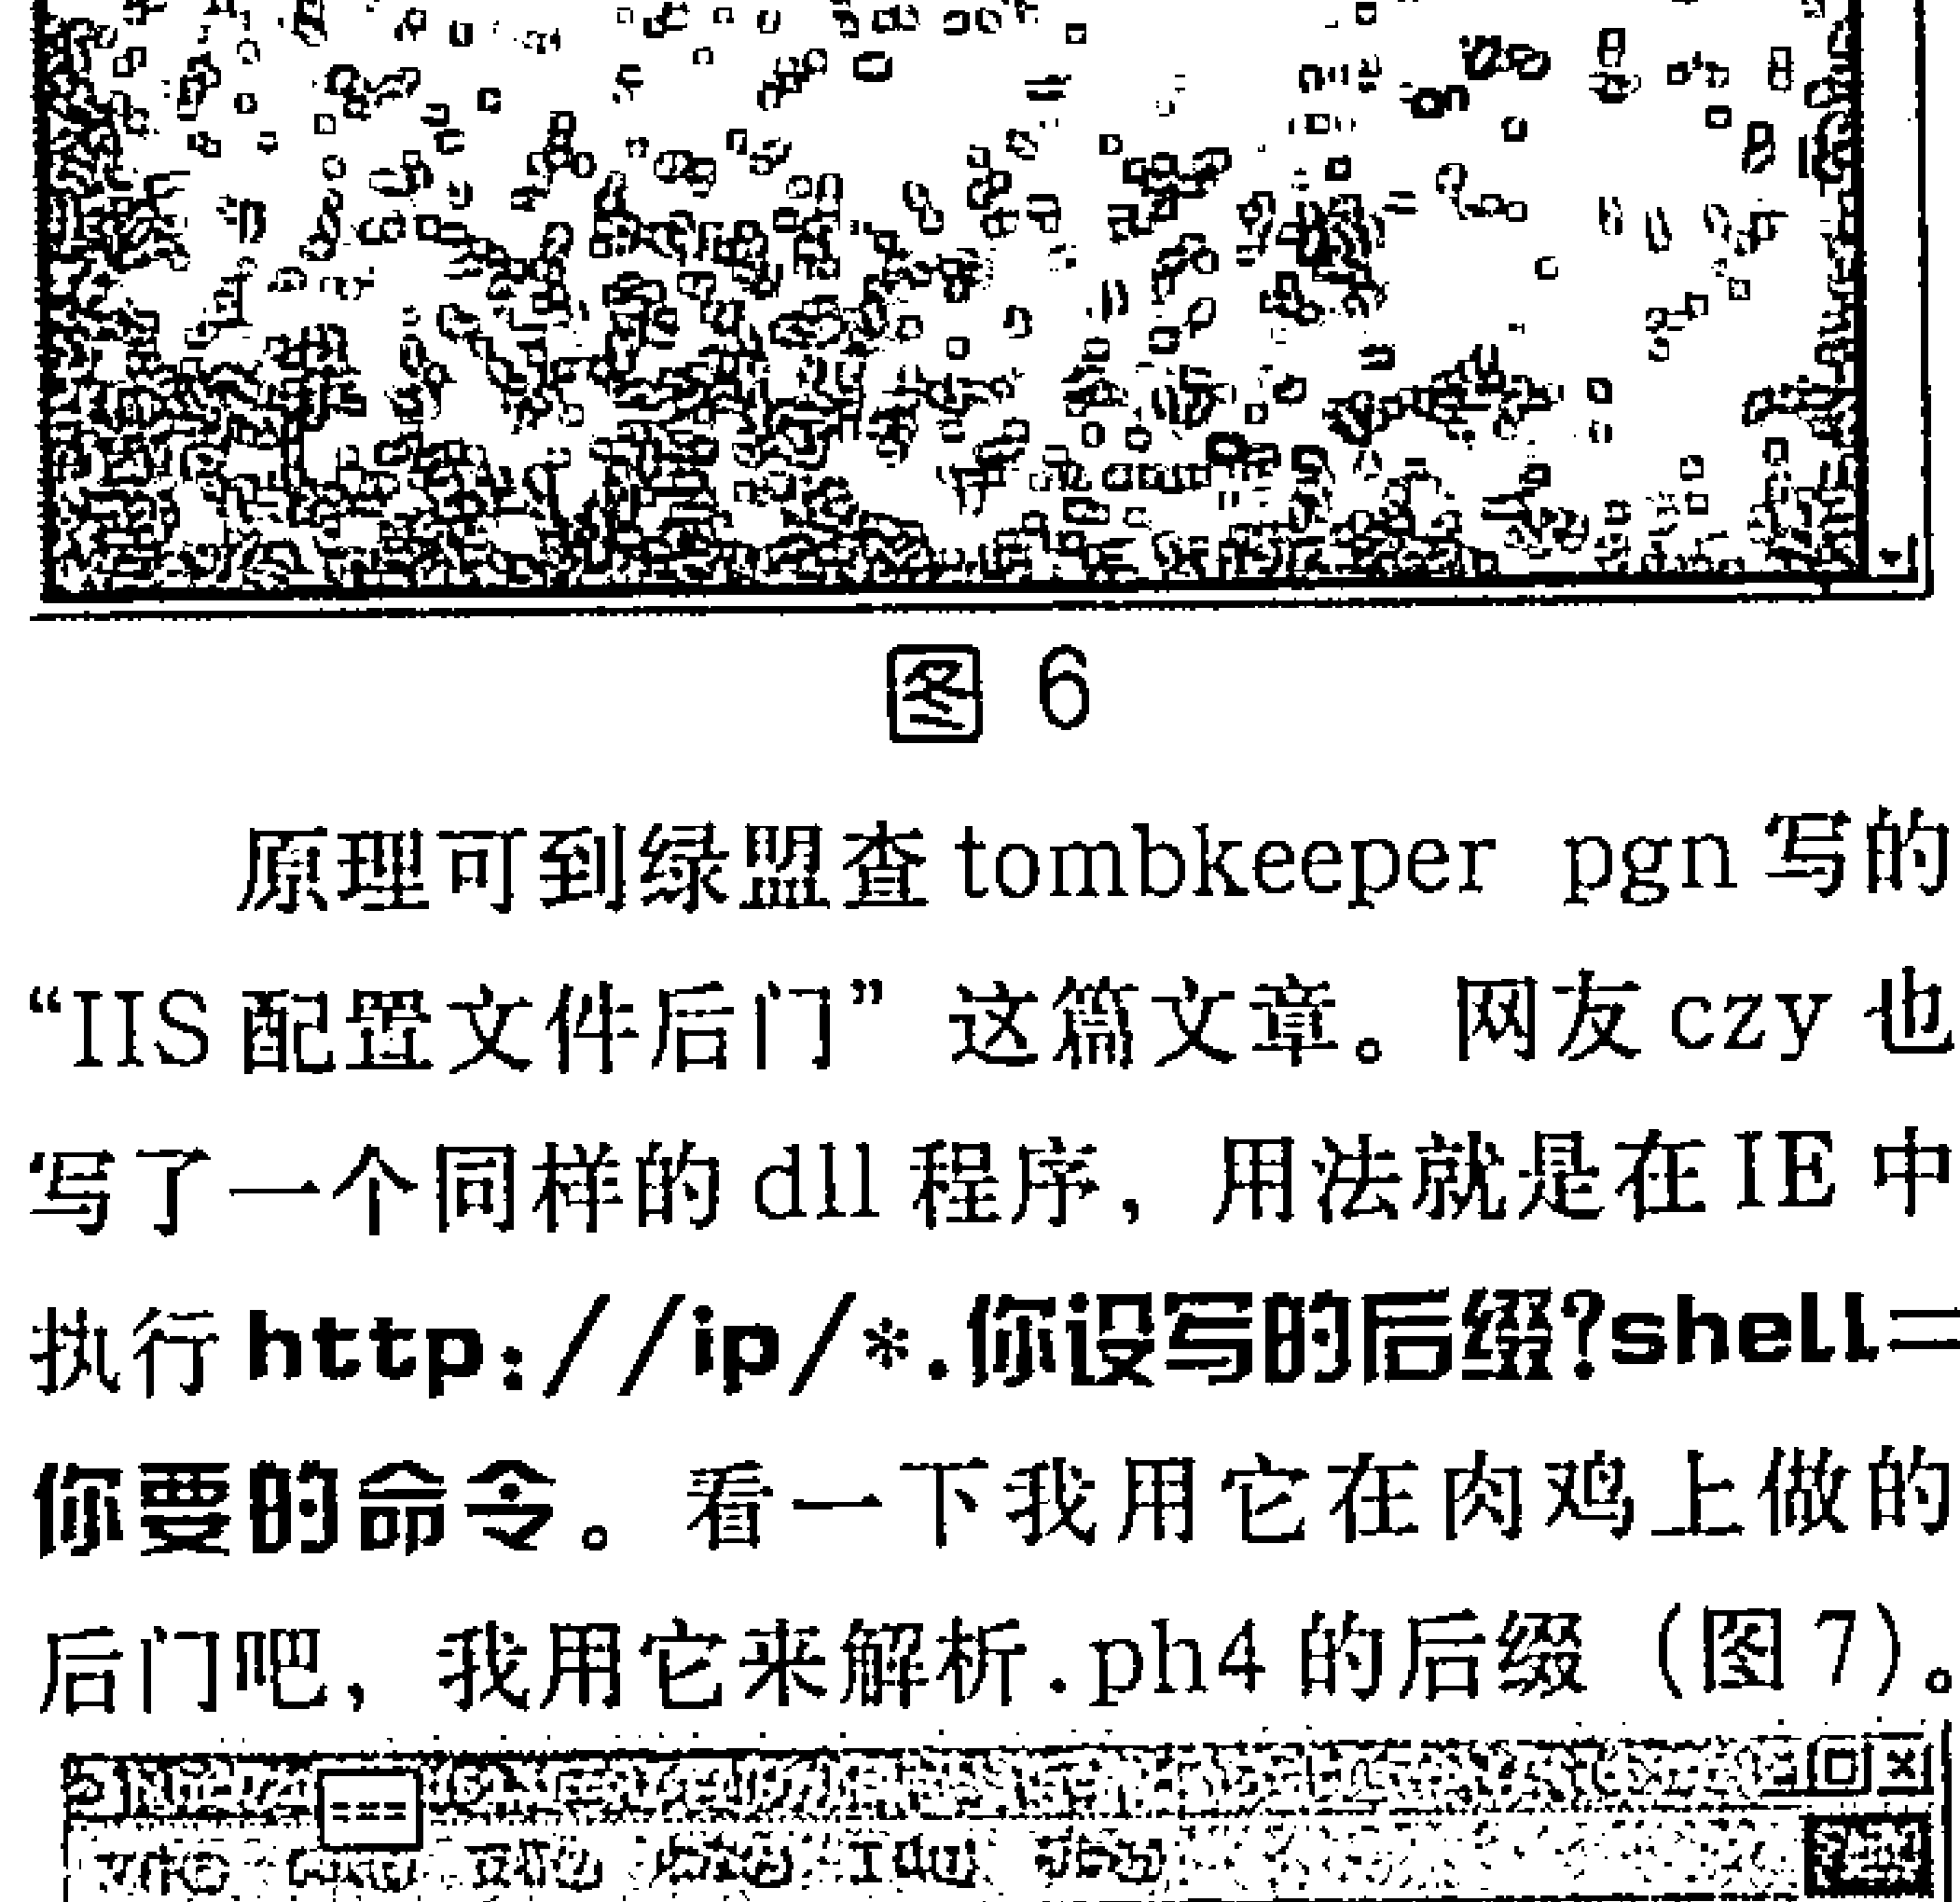 图 6
原理可到绿盟查 tombkeeper pgn 写的
“IIS 配置文件后门”这篇文章。网友 czy 也
写了一个同样的 dll 程序，用法就是在 IE 中
执行 http://ip/*.你设写的后缀?shell=
你要的命令。看一下我用它在肉鸡上做的
后门吧，我用它来解析.ph4 的后缀（图 7）。